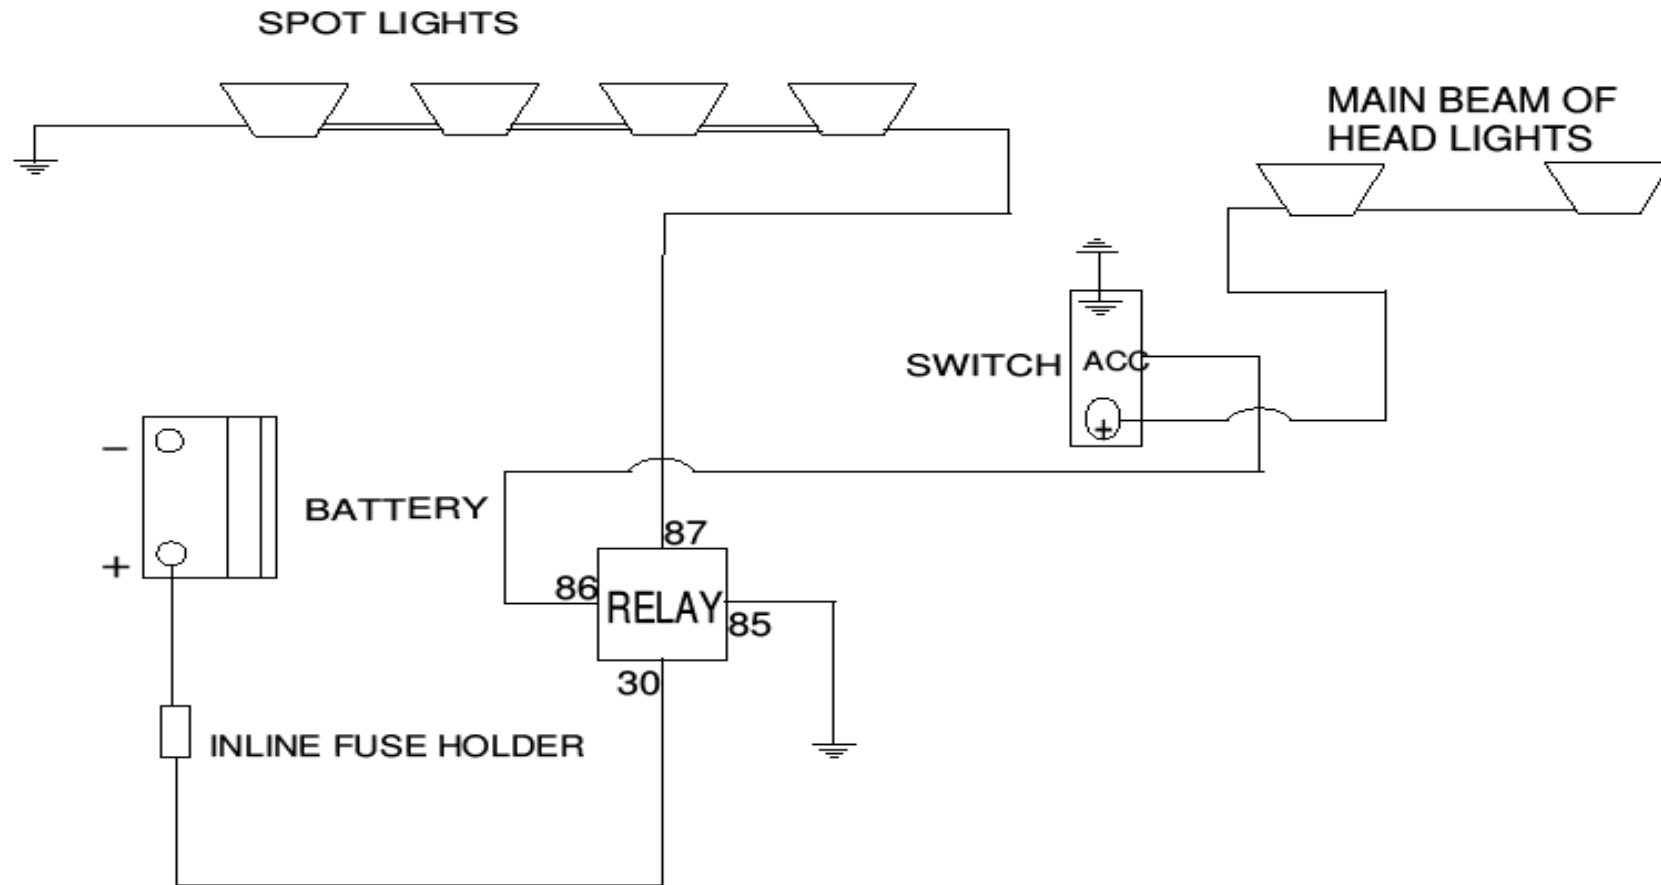 SPOT LIGHTS
MAIN BEAM OF
HEAD LIGHTS
SWITCH
ACC
+
−
BATTERY
+
87
86
RELAY
85
30
INLINE FUSE HOLDER